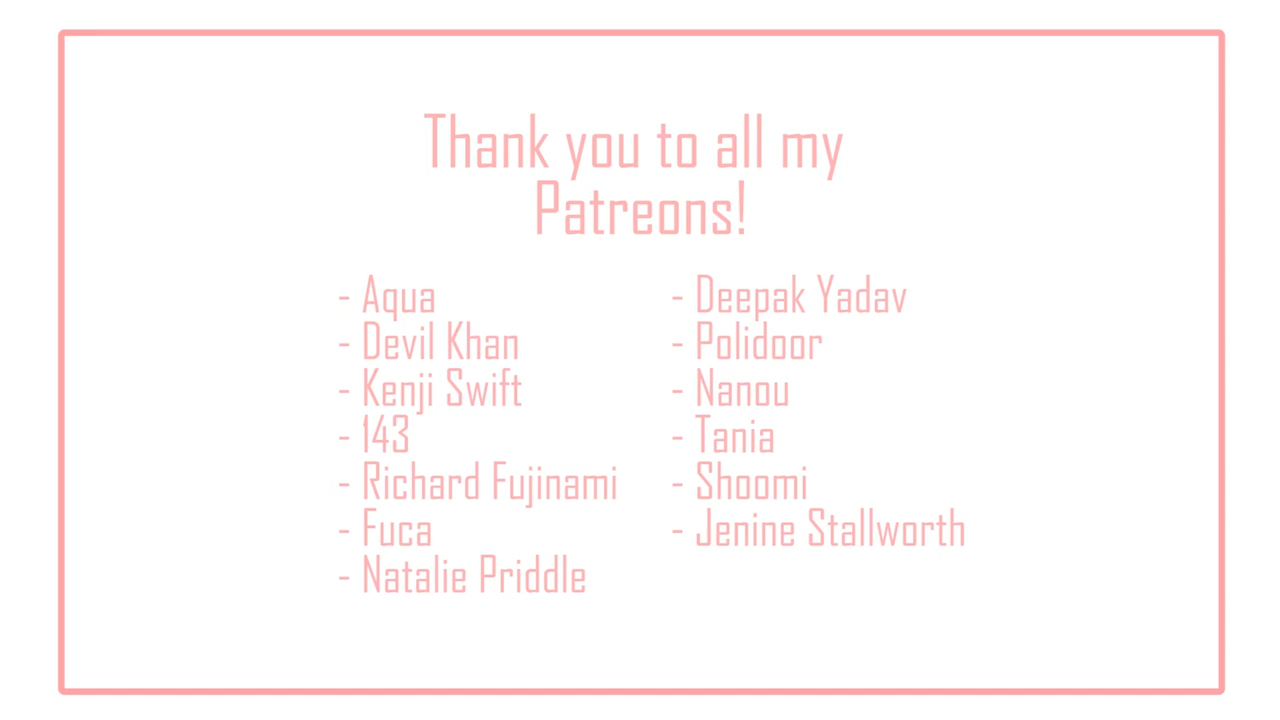 Thank you to all my
Patreons!
- Aqua
- Devil Khan
- Kenji Swift
- 143
- Richard Fujinami
- Fuca
- Natalie Priddle
- Deepak Yadav
- Polidoor
- Nanou
- Tania
- Shoomi
- Jenine Stallworth